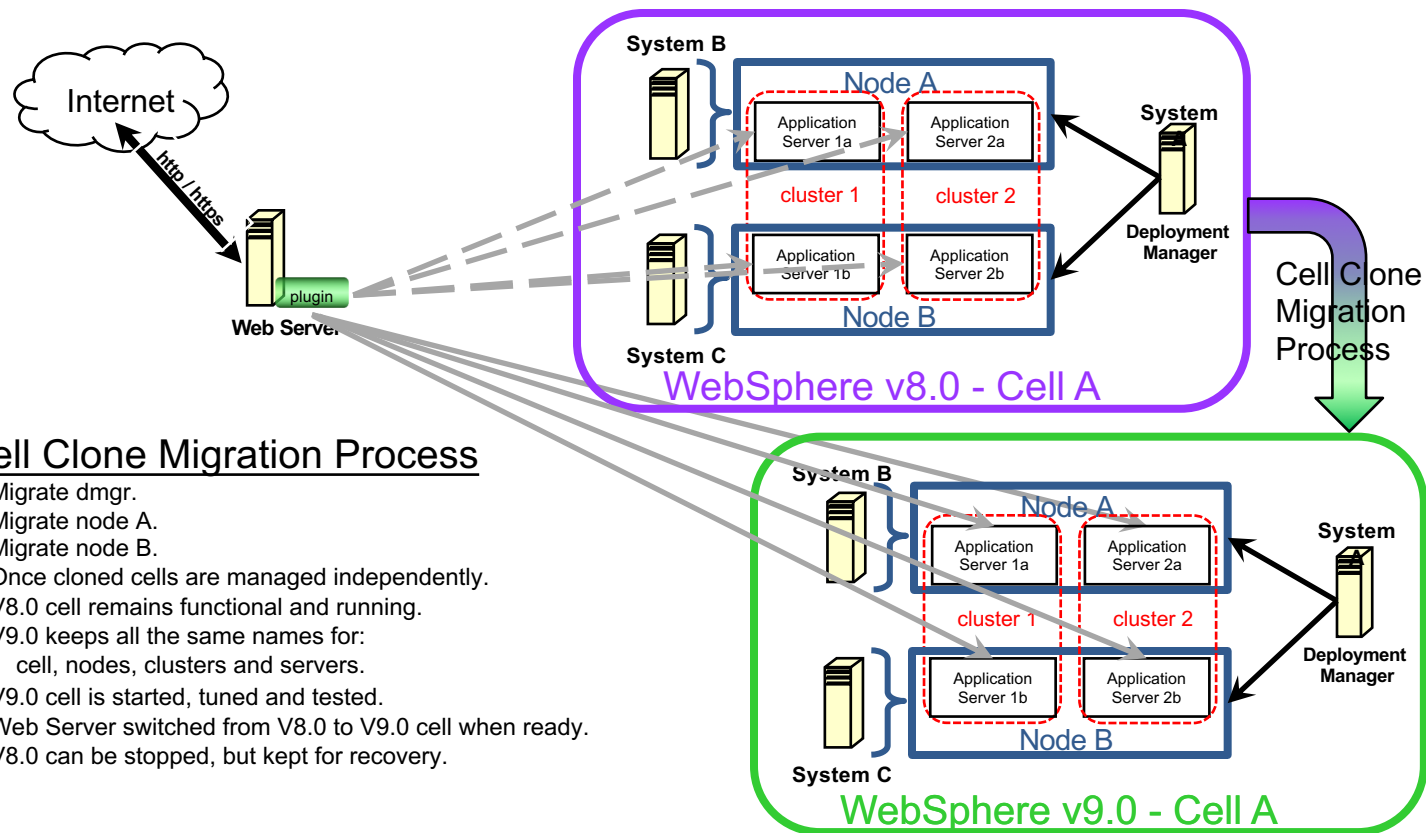 Internet
http / https
plugin
Web Server
System B
Node A
Application
Server 1a
Application
Server 2a
cluster 1
cluster 2
Application
Server 1b
Application
Server 2b
Node B
System C
System
A
Deployment
Manager
WebSphere v8.0 - Cell A
Cell Clone
Migration
Process
ell Clone Migration Process
Migrate dmgr.
Migrate node A.
Migrate node B.
Once cloned cells are managed independently.
V8.0 cell remains functional and running.
V9.0 keeps all the same names for:
cell, nodes, clusters and servers.
V9.0 cell is started, tuned and tested.
Web Server switched from V8.0 to V9.0 cell when ready.
V8.0 can be stopped, but kept for recovery.
System B
Node A
Application
Server 1a
Application
Server 2a
cluster 1
cluster 2
Application
Server 1b
Application
Server 2b
Node B
System C
System
A
Deployment
Manager
WebSphere v9.0 - Cell A